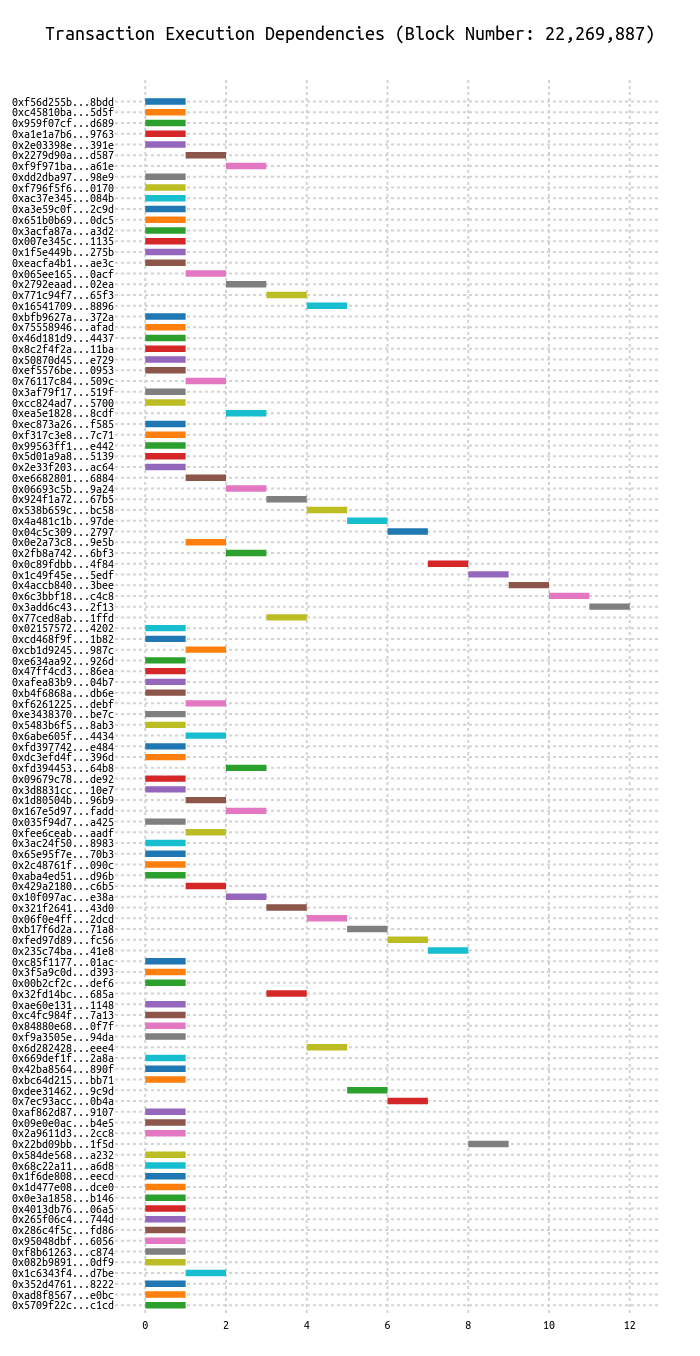 Transaction Execution Dependencies (Block Number: 22,269,887)
0xf56d255b...8bdd
0xc45810ba...5d5f
0x959f07cf...d689
0xa1e1a7b6...9763
0x2e03398e...391e
0x2279d90a...d587
0xf9f971ba...a61e
0xdd2dba97...98e9
0xf796f5f6...0170
0xac37e345...084b
0xa3e59c0f...2c9d
0x651b0b69...0dc5
0x3acfa87a...a3d2
0x007e345c...1135
0x1f5e449b...275b
0xeacfa4b1...ae3c
0x065ee165...0acf
0x2792eaad...02ea
0x771c94f7...65f3
0x16541709...8896
0xbfb9627a...372a
0x75558946...afad
0x46d181d9...4437
0x8c2f4f2a...11ba
0x50870d45...e729
0xef5576be...0953
0x76117c84...509c
0x3af79f17...519f
0xcc824ad7...5700
0xea5e1828...8cdf
0xec873a26...f585
0xf317c3e8...7c71
0x99563ff1...e442
0x5d01a9a8...5139
0x2e33f203...ac64
0xe6682801...6884
0x06693c5b...9a24
0x924f1a72...67b5
0x538b659c...bc58
0x4a481c1b...97de
0x04c5c309...2797
0x0e2a73c8...9e5b
0x2fb8a742...6bf3
0x0c89fdbb...4f84
0x1c49f45e...5edf
0x4accb840...3bee
0x6c3bbf18...c4c8
0x3add6c43...2f13
0x77ced8ab...1ffd
0x02157572...4202
0xcd468f9f...1b82
0xcb1d9245...987c
0xe634aa92...926d
0x47ff4cd3...86ea
0xafea83b9...04b7
0xb4f6868a...db6e
0xf6261225...debf
0xe3438370...be7c
0x5483b6f5...8ab3
0x6abe605f...4434
0xfd397742...e484
0xdc3efd4f...396d
0xfd394453...64b8
0x09679c78...de92
0x3d8831cc...10e7
0x1d80504b...96b9
0x167e5d97...fadd
0x035f94d7...a425
0xfee6ceab...aadf
0x3ac24f50...8983
0x65e95f7e...70b3
0x2c48761f...090c
0xaba4ed51...d96b
0x429a2180...c6b5
0x10f097ac...e38a
0x321f2641...43d0
0x06f0e4ff...2dcd
0xb17f6d2a...71a8
0xfed97d89...fc56
0x235c74ba...41e8
0xc85f1177...01ac
0x3f5a9c0d...d393
0x00b2cf2c...def6
0x32fd14bc...685a
0xae60e131...1148
0xc4fc984f...7a13
0x84880e68...0f7f
0xf9a3505e...94da
0x6d282428...eee4
0x669def1f...2a8a
0x42ba8564...890f
0xbc64d215...bb71
0xdee31462...9c9d
0x7ec93acc...0b4a
0xaf862d87...9107
0x09e0e0ac...b4e5
0x2a9611d3...2cc8
0x22bd09bb...1f5d
0x584de568...a232
0x68c22a11...a6d8
0x1f6de808...eecd
0x1d477e08...dce0
0x0e3a1858...b146
0x4013db76...06a5
0x265f06c4...744d
0x286c4f5c...fd86
0x95048dbf...6056
0xf8b61263...c874
0x082b9891...0df9
0x1c6343f4...d7be
0x352d4761...8222
0xad8f8567...e0bc
0x5709f22c...c1cd
0 2 4 6 8 10 12